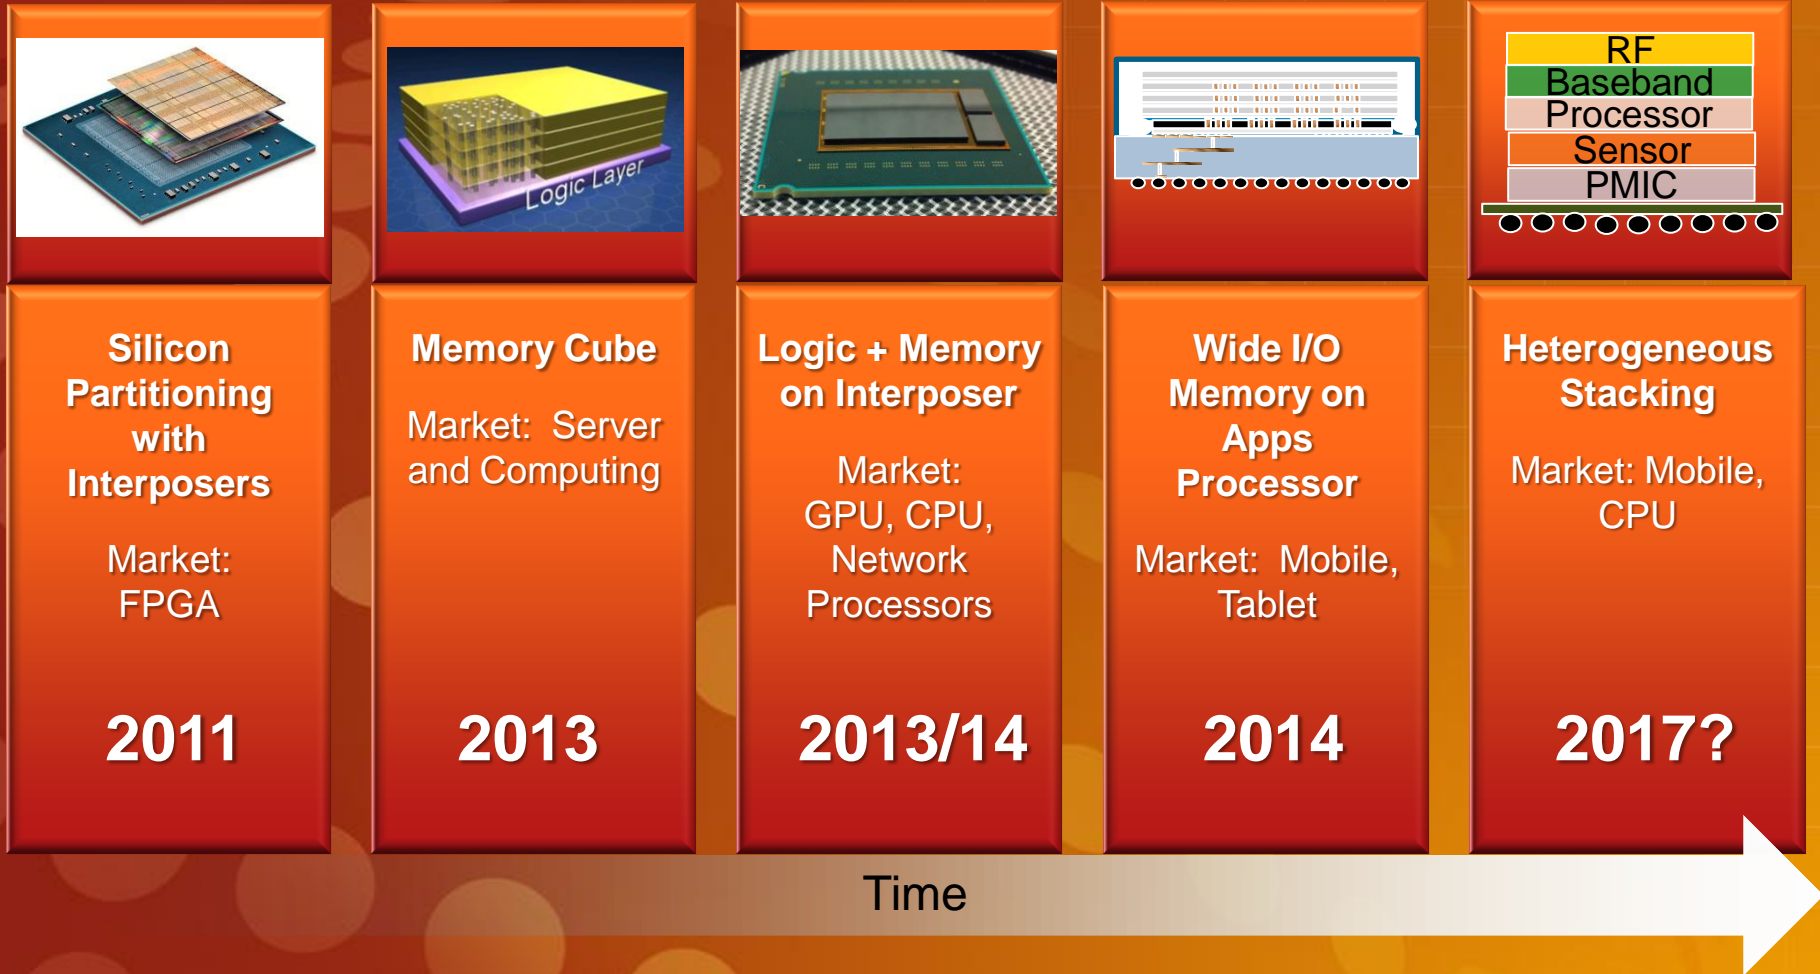 RF
Baseband
Processor
Sensor
PMIC
Logic Layer
Silicon
Partitioning
with
Interposers
Market:
FPGA
2011
Memory Cube
Market:  Server
and Computing
2013
Logic + Memory
on Interposer
Market:
GPU, CPU,
Network
Processors
2013/14
Wide I/O
Memory on
Apps
Processor
Market:  Mobile,
Tablet
2014
Heterogeneous
Stacking
Market: Mobile,
CPU
2017?
Time